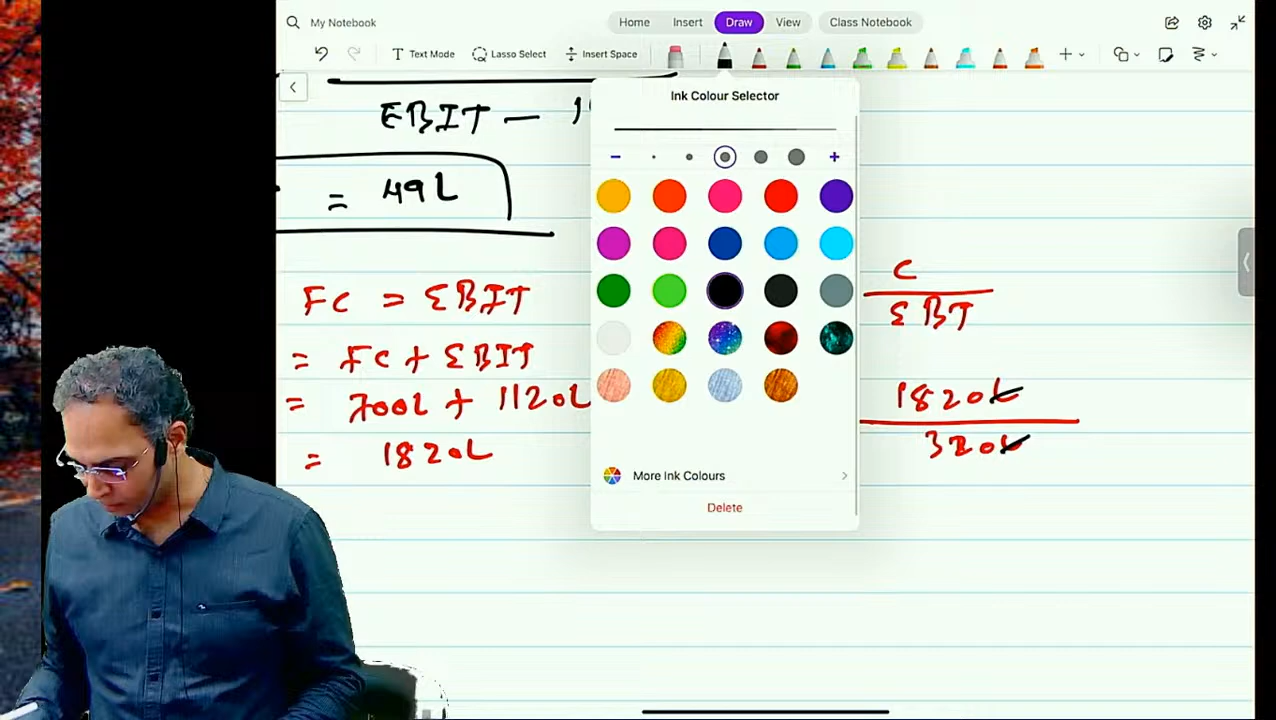 My Notebook
Home Insert Draw View Class Notebook
T Text Mode Lasso Select Insert Space
Ink Colour Selector
EBIT -
= 49L
FC = EBIT
C
EBT
= FC + EBIT
= 700L + 1120L
1820L
320L
= 1820L
More Ink Colours
Delete